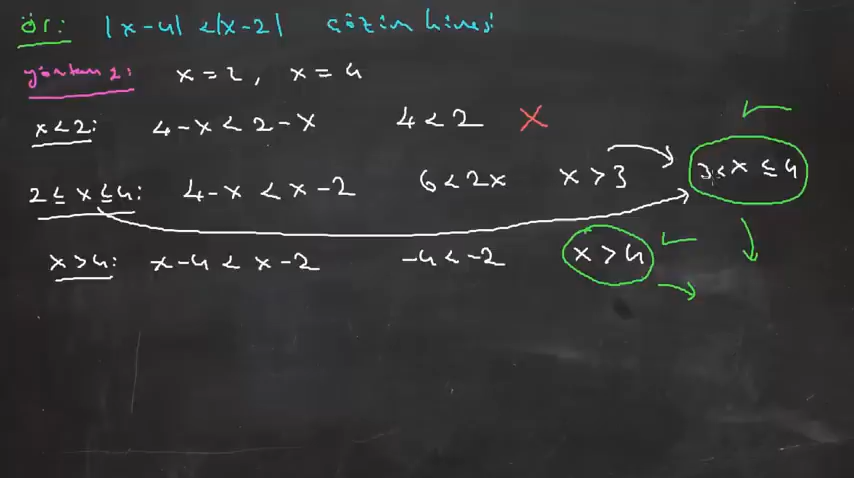 ör: |x-4| < |x-2| çözüm kümesi
yöntem 2: x = 2, x = 4
x < 2: 4-x < 2-x 4 < 2 X
2 ≤ x ≤ 4: 4-x < x-2 6 < 2x x > 3 3 < x ≤ 4
x > 4: x-4 < x-2 -4 < -2 x > 4